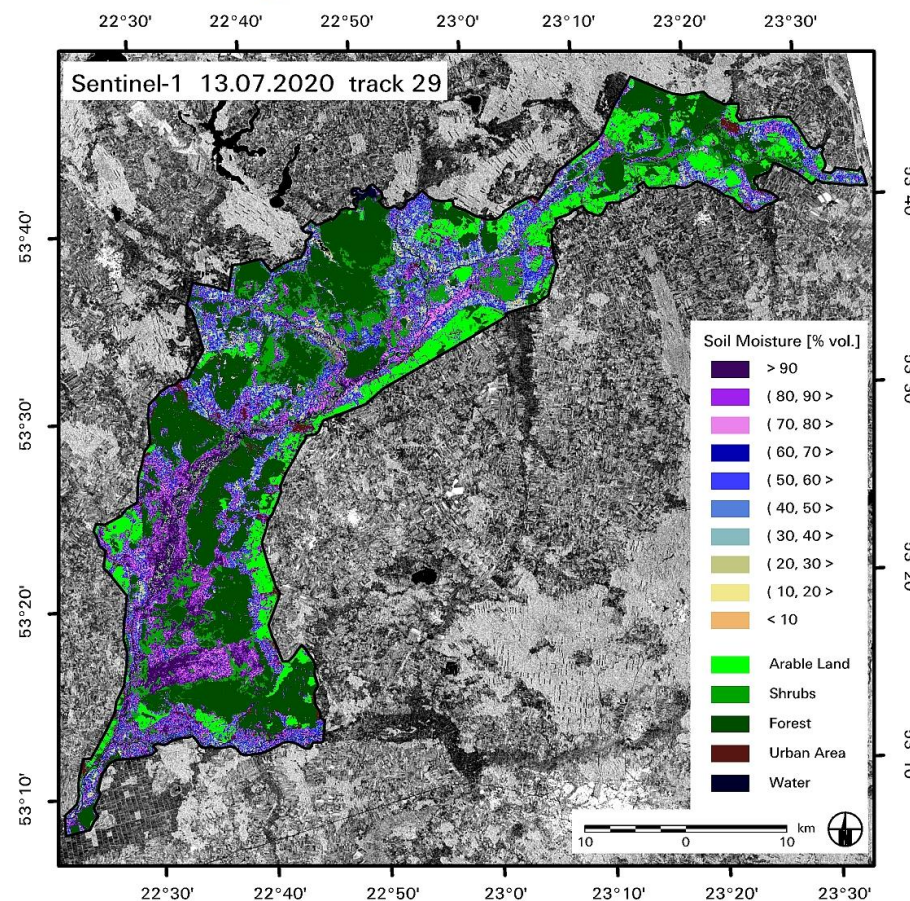 22°30' 22°40' 22°50' 23°0' 23°10' 23°20' 23°30'
Sentinel-1 13.07.2020 track 29
53°40'
53°30'
53°20'
53°10'
Soil Moisture [% vol.]
> 90
( 80, 90 >
( 70, 80 >
( 60, 70 >
( 50, 60 >
( 40, 50 >
( 30, 40 >
( 20, 30 >
( 10, 20 >
< 10
Arable Land
Shrubs
Forest
Urban Area
Water
km
10 0 10
N
22°30' 22°40' 22°50' 23°0' 23°10' 23°20' 23°30'